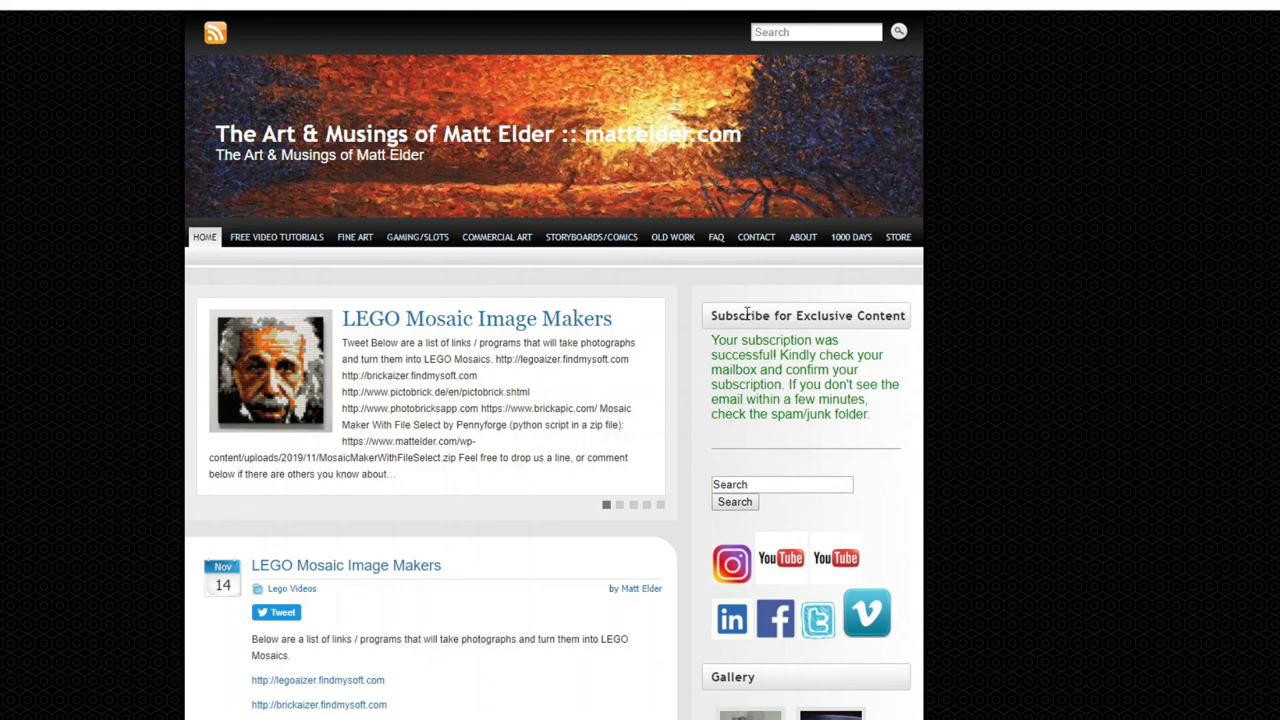 Search
The Art & Musings of Matt Elder :: mattelder.com
The Art & Musings of Matt Elder
HOME FREE VIDEO TUTORIALS FINE ART GAMING/SLOTS COMMERCIAL ART STORYBOARDS/COMICS OLD WORK FAQ CONTACT ABOUT 1000 DAYS STORE
LEGO Mosaic Image Makers
Tweet Below are a list of links / programs that will take photographs
and turn them into LEGO Mosaics. http://legoaizer.findmysoft.com
http://brickaizer.findmysoft.com
http://www.pictobrick.de/en/pictobrick.shtml
http://www.photobricksapp.com https://www.brickapic.com/ Mosaic
Maker With File Select by Pennyforge (python script in a zip file):
https://www.mattelder.com/wp-
content/uploads/2019/11/MosaicMakerWithFileSelect.zip Feel free to drop us a line, or comment
below if there are others you know about...
Nov
14
LEGO Mosaic Image Makers
Lego Videos
by Matt Elder
Tweet
Below are a list of links / programs that will take photographs and turn them into LEGO
Mosaics.
http://legoaizer.findmysoft.com
http://brickaizer.findmysoft.com
Subscribe for Exclusive Content
Your subscription was
successful! Kindly check your
mailbox and confirm your
subscription. If you don't see the
email within a few minutes,
check the spam/junk folder.
Search
Search
You Tube You Tube
in f t v
Gallery